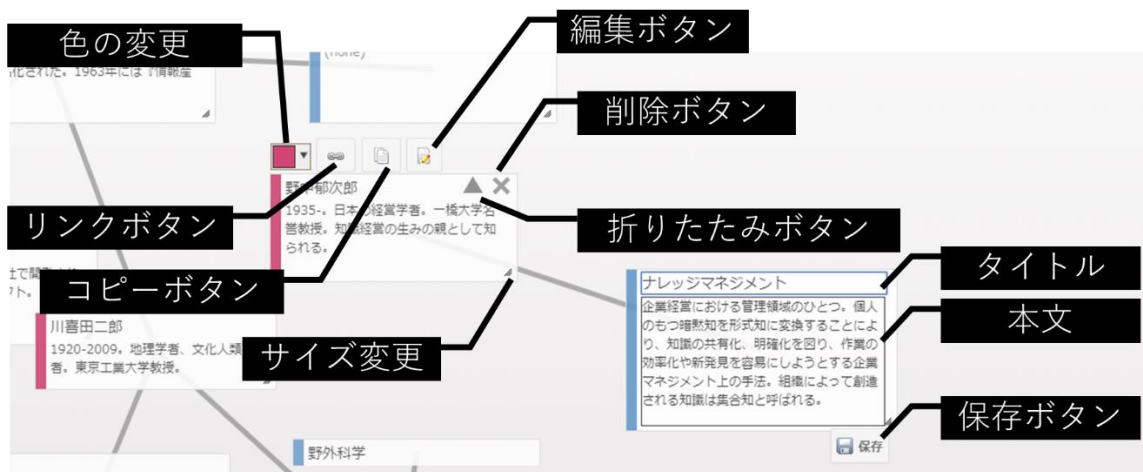 色の変更
編集ボタン
(none)
化された。1963年には『情報産
削除ボタン
野中郁次郎
1935-。日本の経営学者。一橋大学名
誉教授。知識経営の生みの親として知
られる。
リンクボタン
折りたたみボタン
コピーボタン
サイズ変更
川喜田二郎
1920-2009。地理学者、文化人類
者。東京工業大学教授。
ナレッジマネジメント
企業経営における管理領域のひとつ。個人
のもつ暗黙知を形式知に変換することによ
り、知識の共有化、明確化を図り、作業の
効率化や新発見を容易にしようとする企業
マネジメント上の手法。組織によって創造
される知識は集合知と呼ばれる。
タイトル
本文
保存ボタン
保存
野外科学